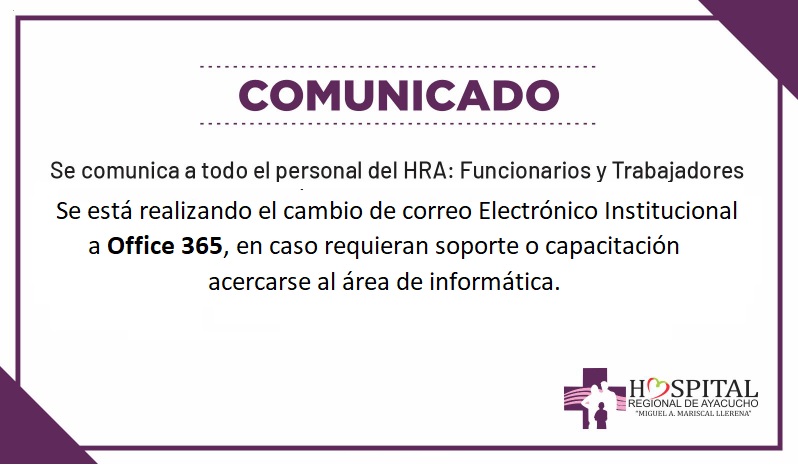 COMUNICADO
Se comunica a todo el personal del HRA: Funcionarios y Trabajadores
Se está realizando el cambio de correo Electrónico Institucional
a Office 365, en caso requieran soporte o capacitación
acercarse al área de informática.
HOSPITAL
REGIONAL DE AYACUCHO
"MIGUEL A. MARISCAL LLERENA"